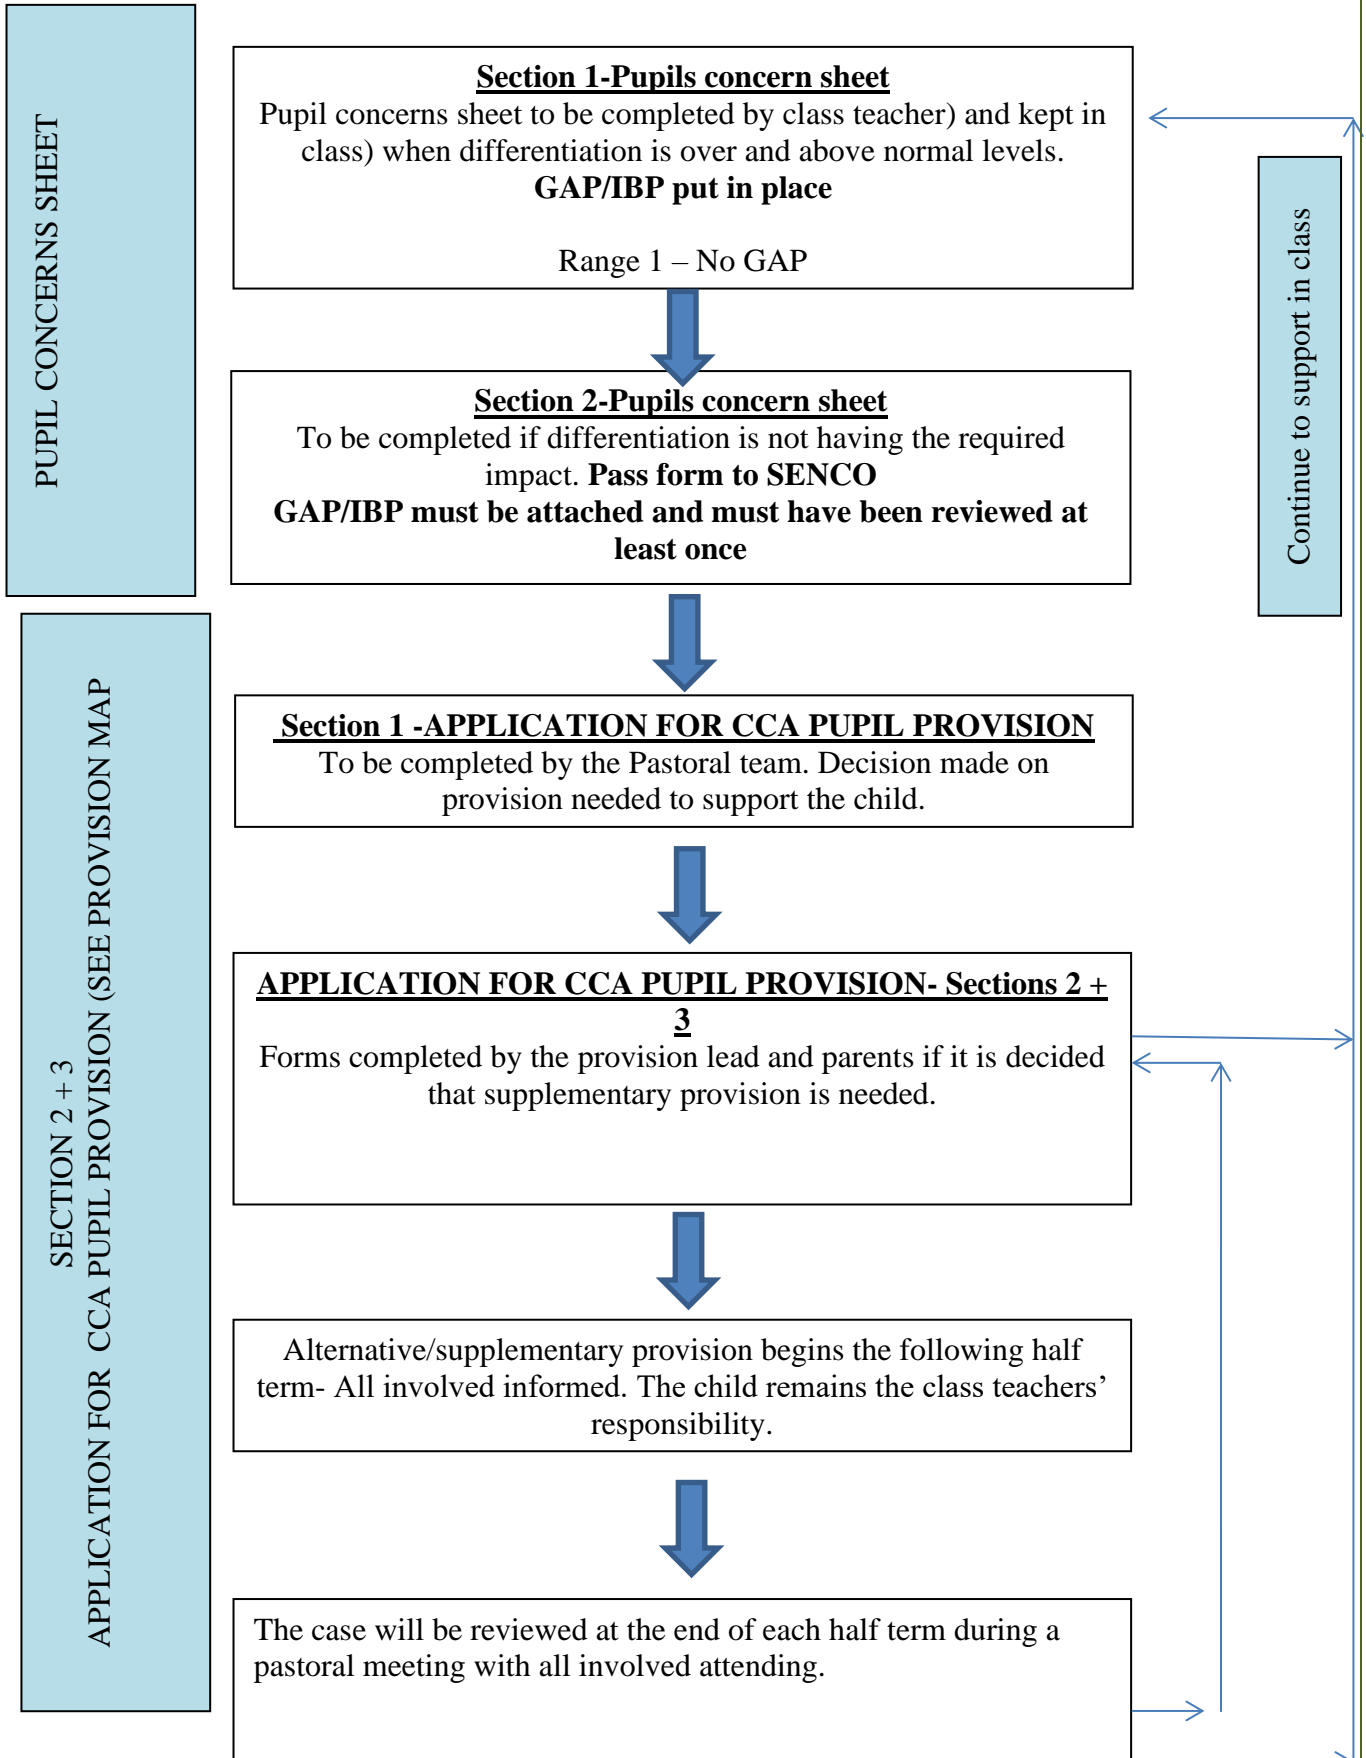 PUPIL CONCERNS SHEET
Section 1-Pupils concern sheet
Pupil concerns sheet to be completed by class teacher) and kept in
class) when differentiation is over and above normal levels.
GAP/IBP put in place
Range 1 – No GAP
Continue to support in class
Section 2-Pupils concern sheet
To be completed if differentiation is not having the required
impact. Pass form to SENCO
GAP/IBP must be attached and must have been reviewed at
least once
SECTION 2 + 3
APPLICATION FOR  CCA PUPIL PROVISION (SEE PROVISION MAP
Section 1 -APPLICATION FOR CCA PUPIL PROVISION
To be completed by the Pastoral team. Decision made on
provision needed to support the child.
APPLICATION FOR CCA PUPIL PROVISION- Sections 2 +
3
Forms completed by the provision lead and parents if it is decided
that supplementary provision is needed.
Alternative/supplementary provision begins the following half
term- All involved informed. The child remains the class teachers’
responsibility.
The case will be reviewed at the end of each half term during a
pastoral meeting with all involved attending.